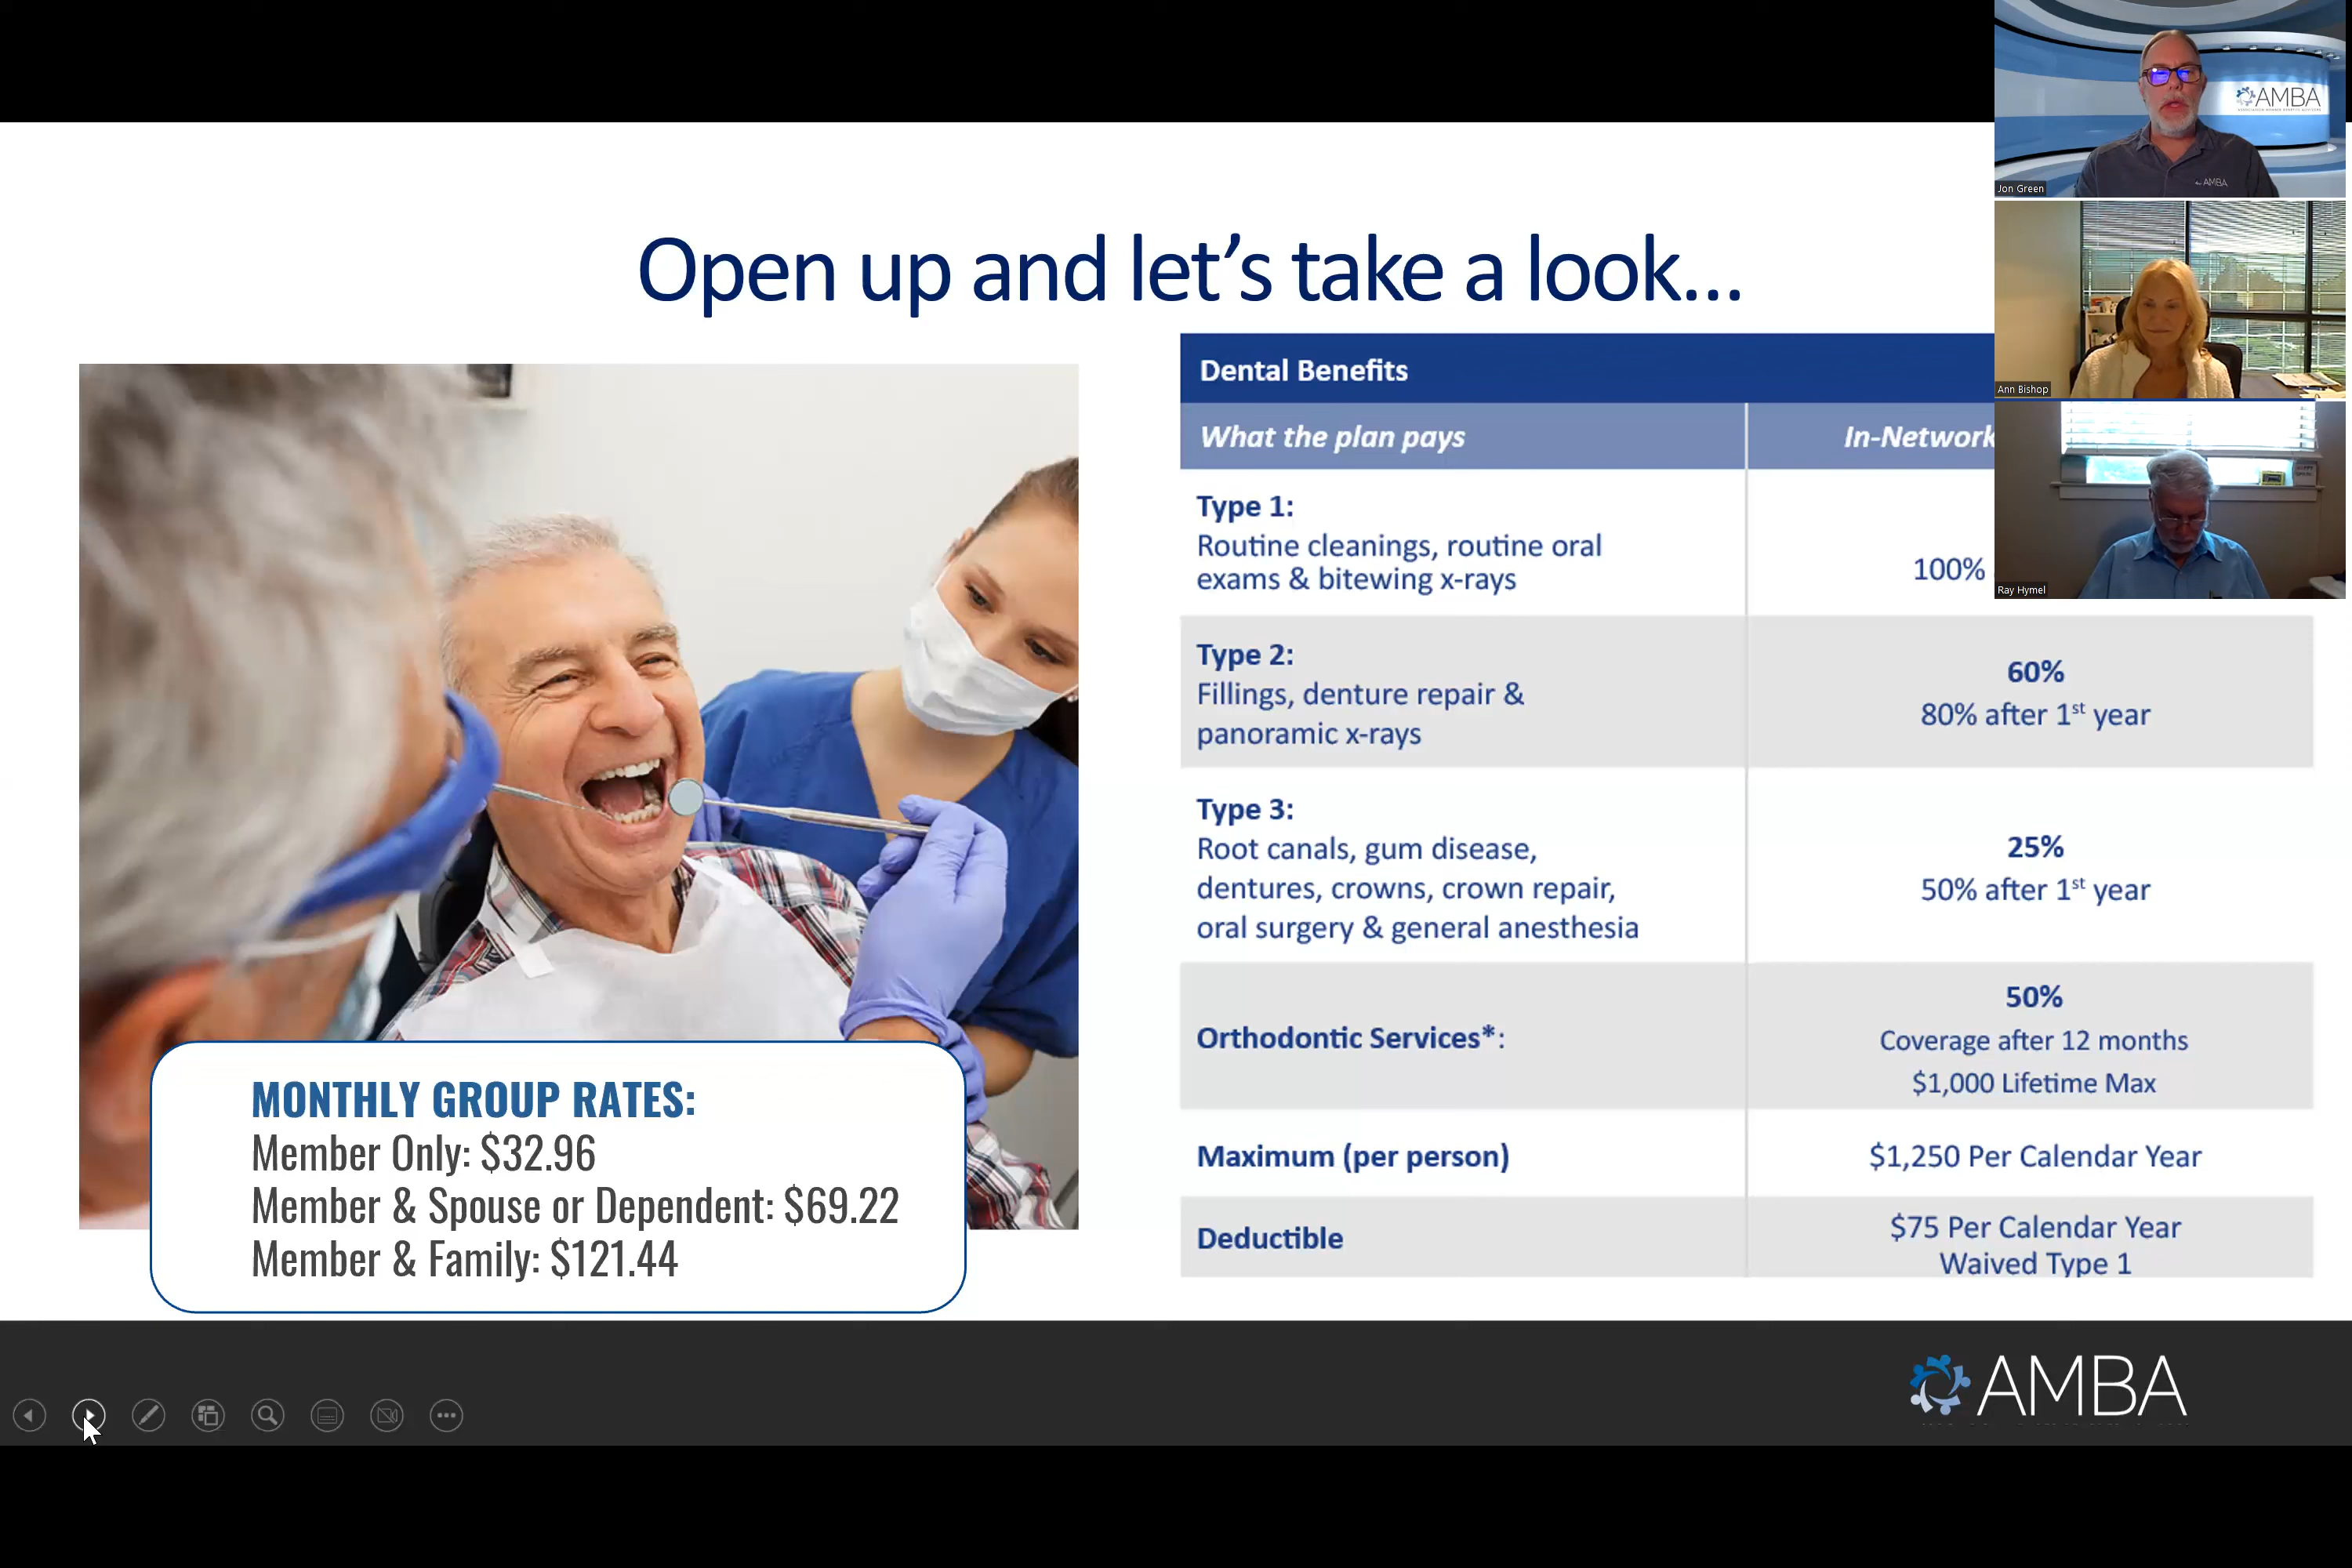 Open up and let's take a look...
Dental Benefits
What the plan pays
In-Network
Type 1:
Routine cleanings, routine oral
exams & bitewing x-rays
100%
Type 2:
Fillings, denture repair &
panoramic x-rays
60%
80% after 1st year
Type 3:
Root canals, gum disease,
dentures, crowns, crown repair,
oral surgery & general anesthesia
25%
50% after 1st year
Orthodontic Services*:
50%
Coverage after 12 months
$1,000 Lifetime Max
Maximum (per person)
$1,250 Per Calendar Year
Deductible
$75 Per Calendar Year
Waived Type 1
MONTHLY GROUP RATES:
Member Only: $32.96
Member & Spouse or Dependent: $69.22
Member & Family: $121.44
AMBA
AMBA
AMBA
Jon Green
Ann Bishop
Ray Hymel